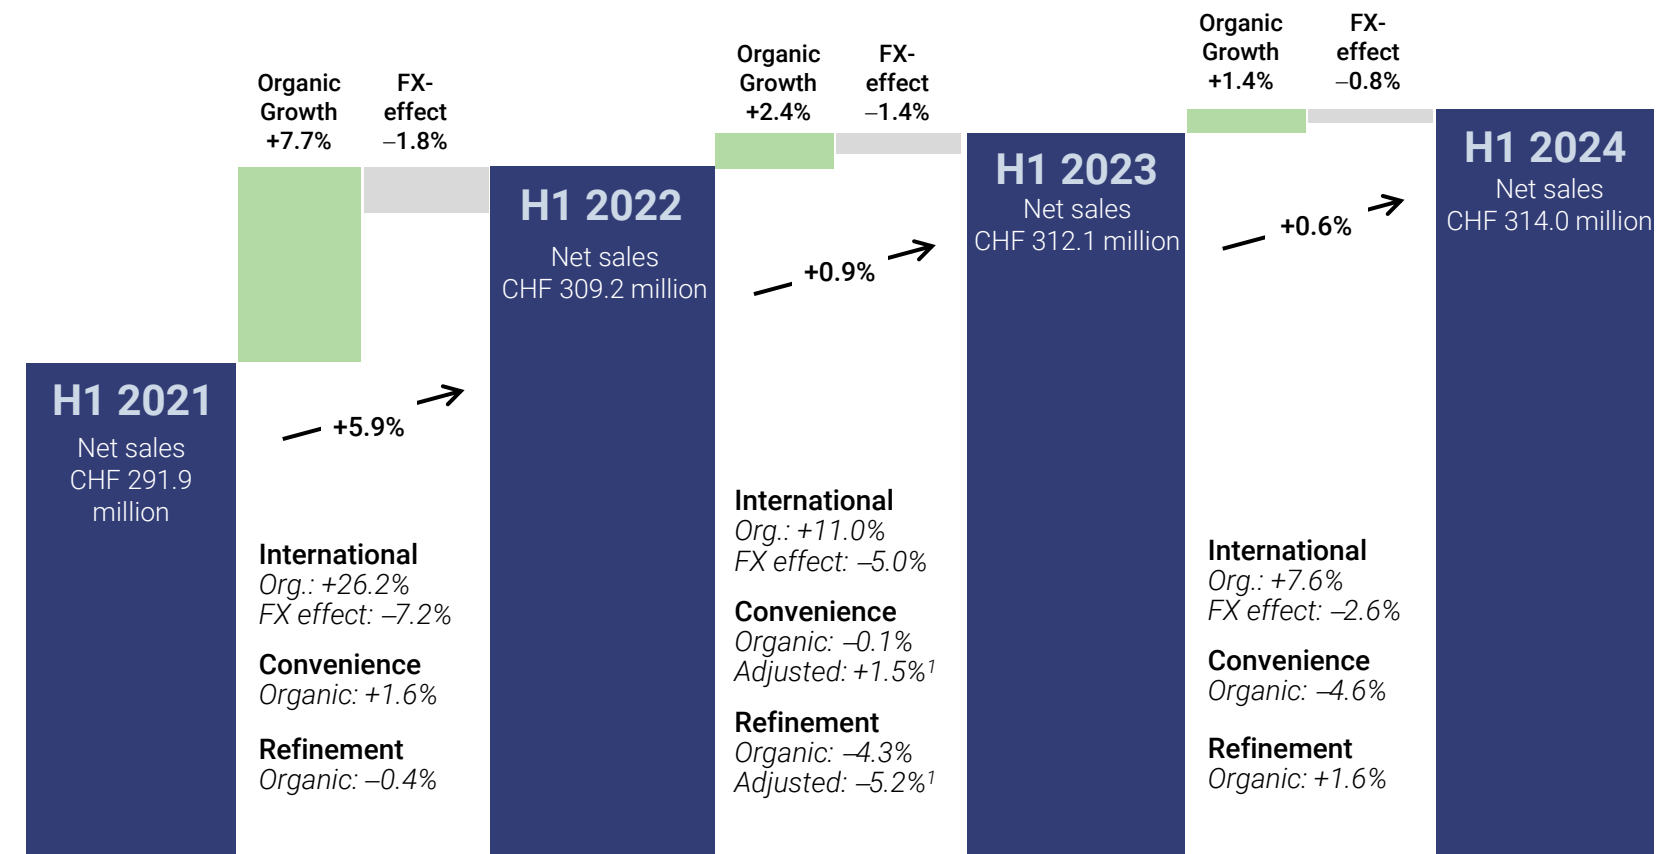 Organic
Growth
+7.7%
FX-
effect
–1.8%
Organic
Growth
+2.4%
FX-
effect
–1.4%
Organic
Growth
+1.4%
FX-
effect
–0.8%
H1 2021
Net sales
CHF 291.9
million
+5.9%
International
Org.: +26.2%
FX effect: –7.2%
Convenience
Organic: +1.6%
Refinement
Organic: –0.4%
H1 2022
Net sales
CHF 309.2 million
+0.9%
International
Org.: +11.0%
FX effect: –5.0%
Convenience
Organic: –0.1%
Adjusted: +1.5%¹
Refinement
Organic: –4.3%
Adjusted: –5.2%¹
H1 2023
Net sales
CHF 312.1 million
+0.6%
International
Org.: +7.6%
FX effect: –2.6%
Convenience
Organic: –4.6%
Refinement
Organic: +1.6%
H1 2024
Net sales
CHF 314.0 million